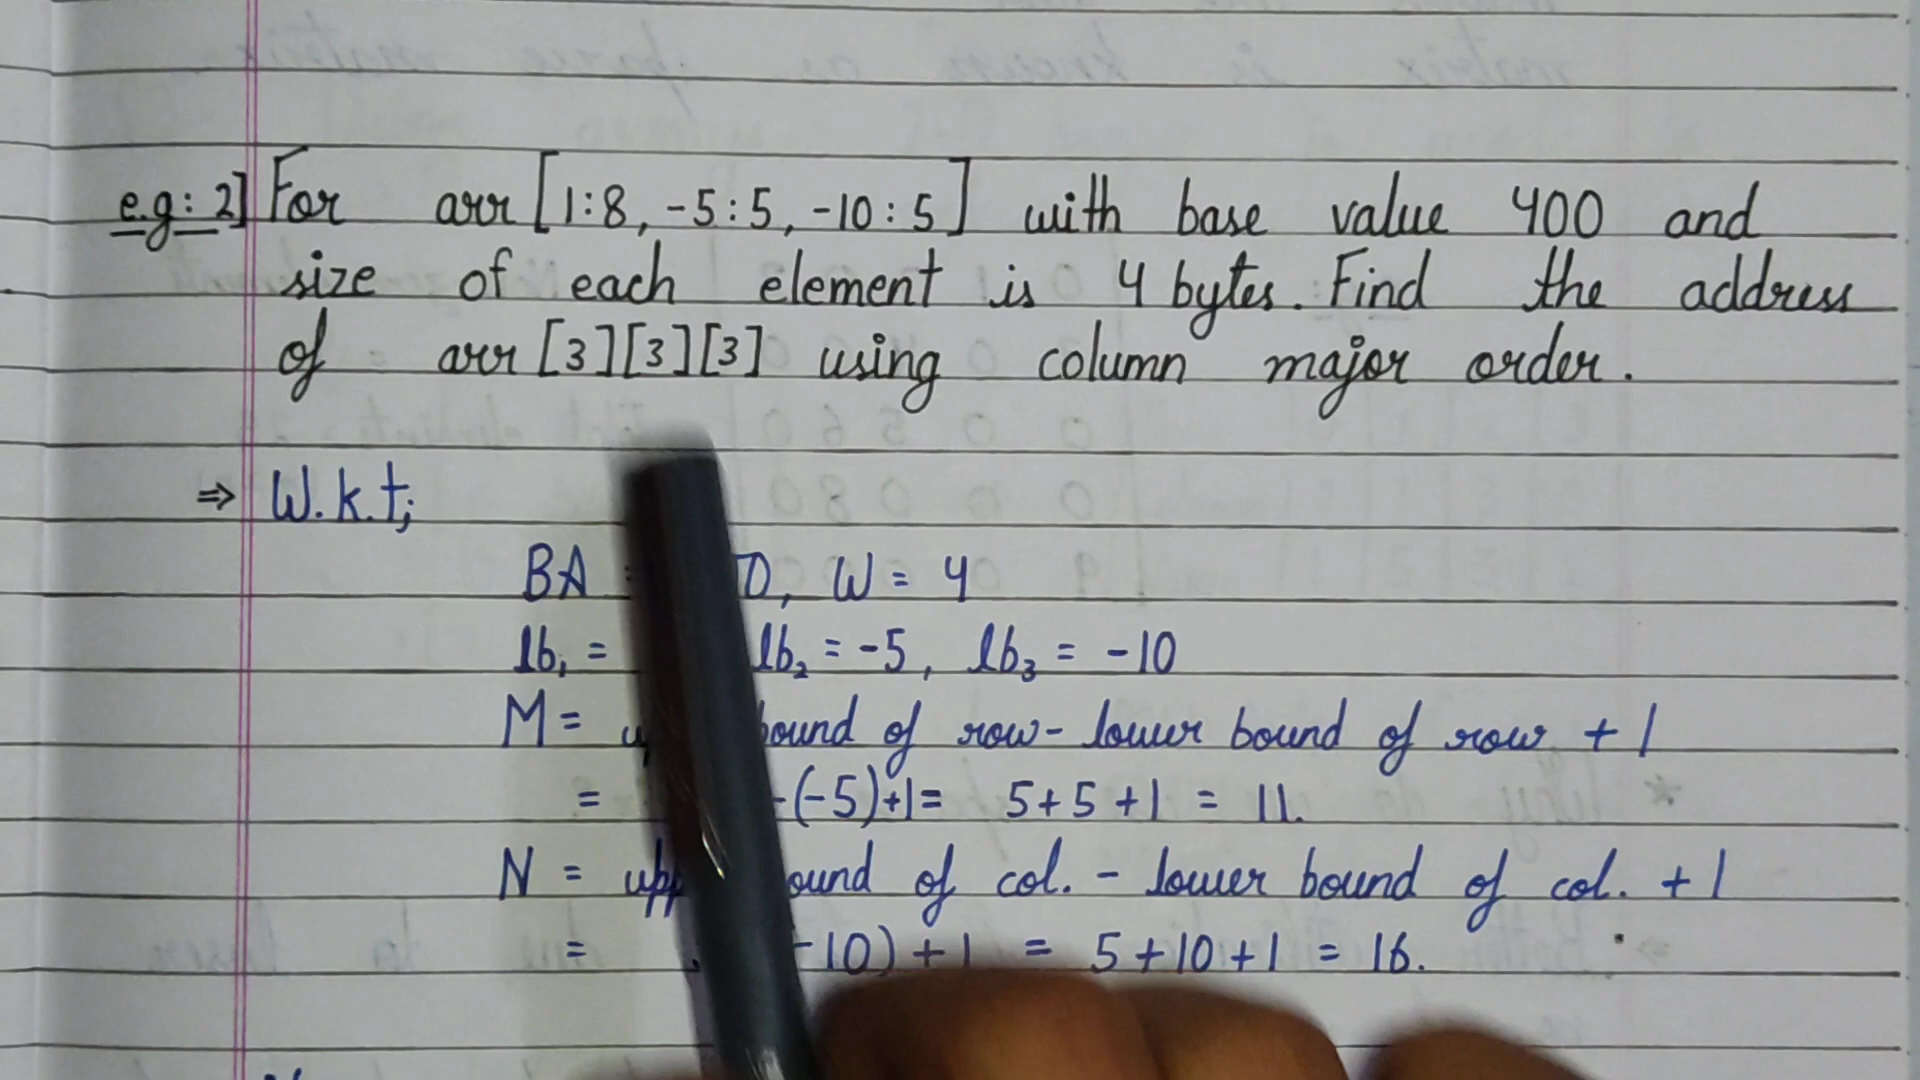 e.g: 2] For arr [1:8, -5:5, -10:5] with base value 400 and
size of each element is 4 bytes. Find the address
of arr [3][3][3] using column major order.
⇒ W.k.t;
BA W = 4
lb₁ = lb₂ = -5, lb₃ = -10
M = bound of row - lower bound of row + 1
= -(-5)+1 = 5+5+1 = 11.
N = of col. - lower bound of col. + 1
= -10)+1 = 5+10+1 = 16.